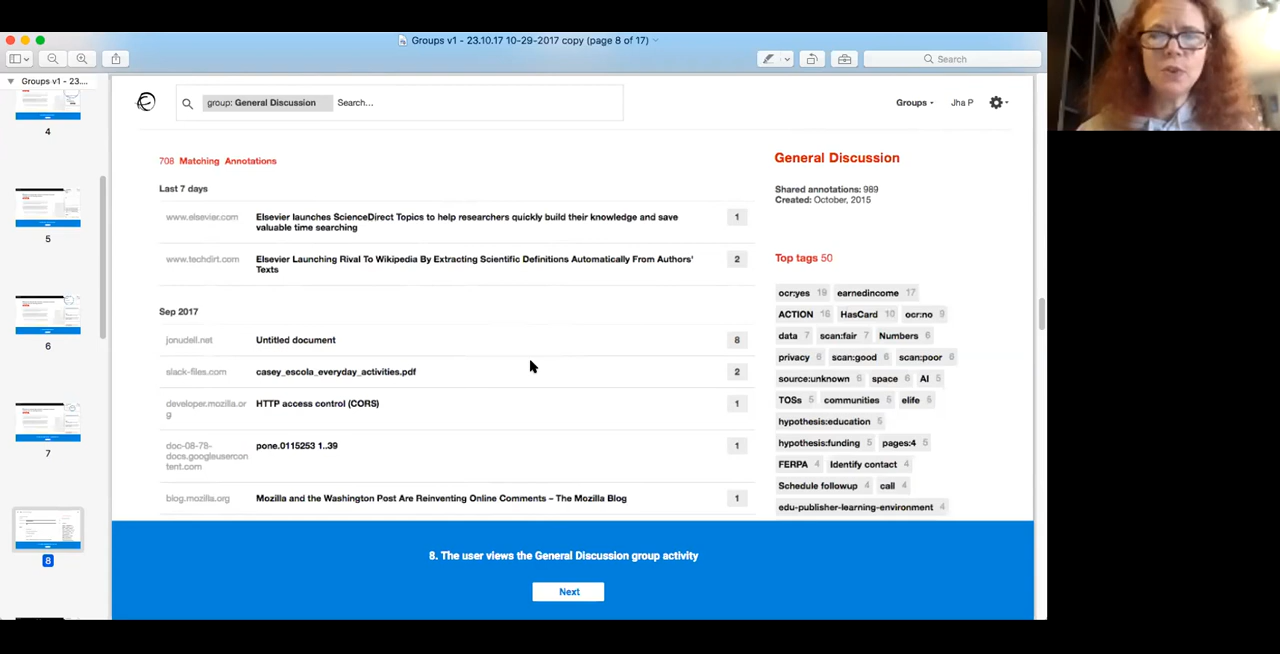 Groups v1 - 23.10.17 10-29-2017 copy (page 8 of 17)
Search
Groups v1 - 23....
4
5
6
7
8
group: General Discussion Search...
Groups Jha P
708 Matching Annotations
Last 7 days
www.elsevier.com Elsevier launches ScienceDirect Topics to help researchers quickly build their knowledge and save 1
valuable time searching
www.techdirt.com Elsevier Launching Rival To Wikipedia By Extracting Scientific Definitions Automatically From Authors' 2
Texts
Sep 2017
jonudell.net Untitled document 8
slack-files.com casey_escola_everyday_activities.pdf 2
developer.mozilla.or HTTP access control (CORS) 1
g
doc-08-78- pone.0115253 1..39 1
docs.googleusercon
tent.com
blog.mozilla.org Mozilla and the Washington Post Are Reinventing Online Comments – The Mozilla Blog 1
General Discussion
Shared annotations: 989
Created: October, 2015
Top tags 50
ocr:yes 19 earnedincome 17
ACTION 16 HasCard 10 ocr:no 9
data 7 scan:fair 7 Numbers 6
privacy 6 scan:good 6 scan:poor 6
source:unknown 6 space 6 AI 5
TOSs 5 communities 5 elife 5
hypothesis:education 5
hypothesis:funding 5 pages:4 5
FERPA 4 Identify contact 4
Schedule followup 4 call 4
edu-publisher-learning-environment 4
8. The user views the General Discussion group activity
Next